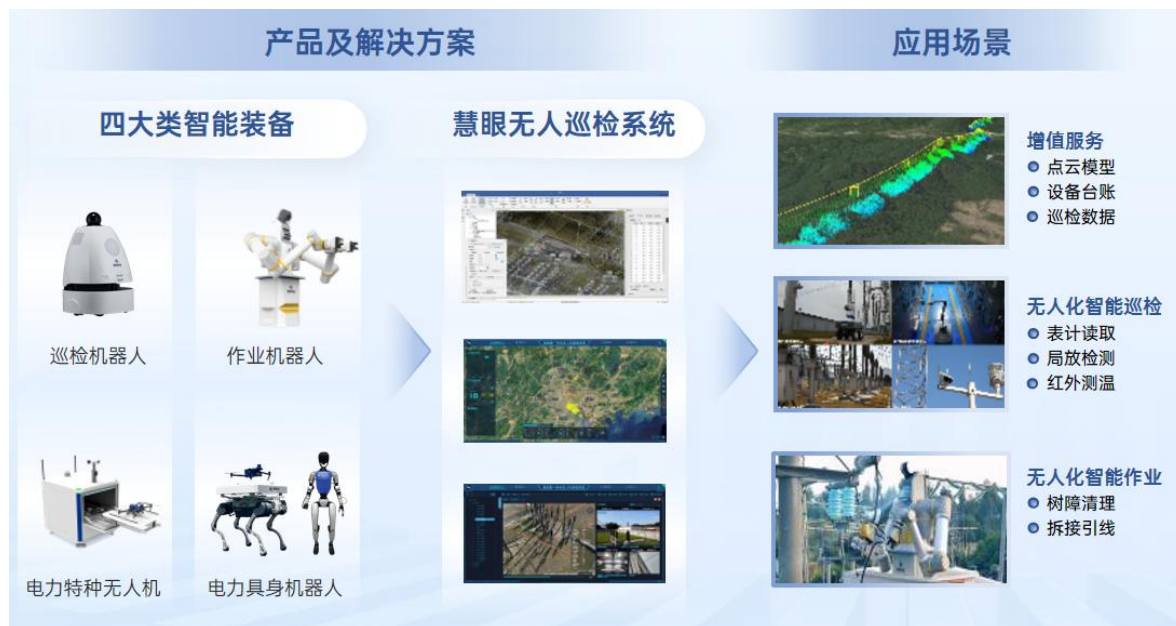 产品及解决方案
应用场景
四大类智能装备
慧眼无人巡检系统
巡检机器人
作业机器人
电力特种无人机
电力具身机器人
增值服务
点云模型
设备台账
巡检数据
无人化智能巡检
表计读取
局放检测
红外测温
无人化智能作业
树障清理
拆接引线